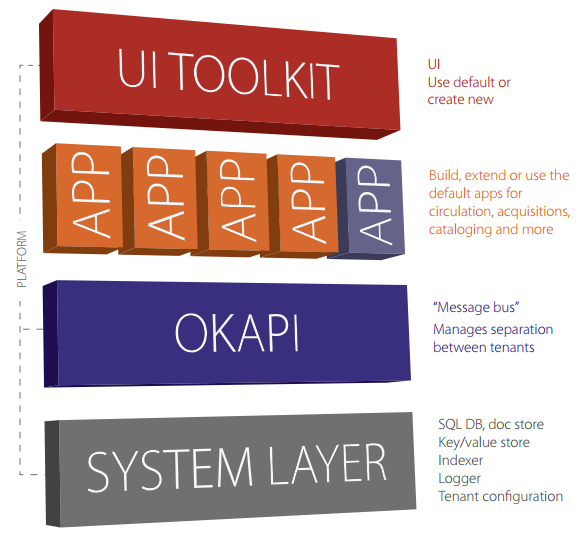 UI TOOLKIT
UI
Use default or
create new
APP
APP
APP
APP
APP
Build, extend or use the
default apps for
circulation, acquisitions,
cataloging and more
PLATFORM
OKAPI
“Message bus”
Manages separation
between tenants
SYSTEM LAYER
SQL DB, doc store
Key/value store
Indexer
Logger
Tenant configuration